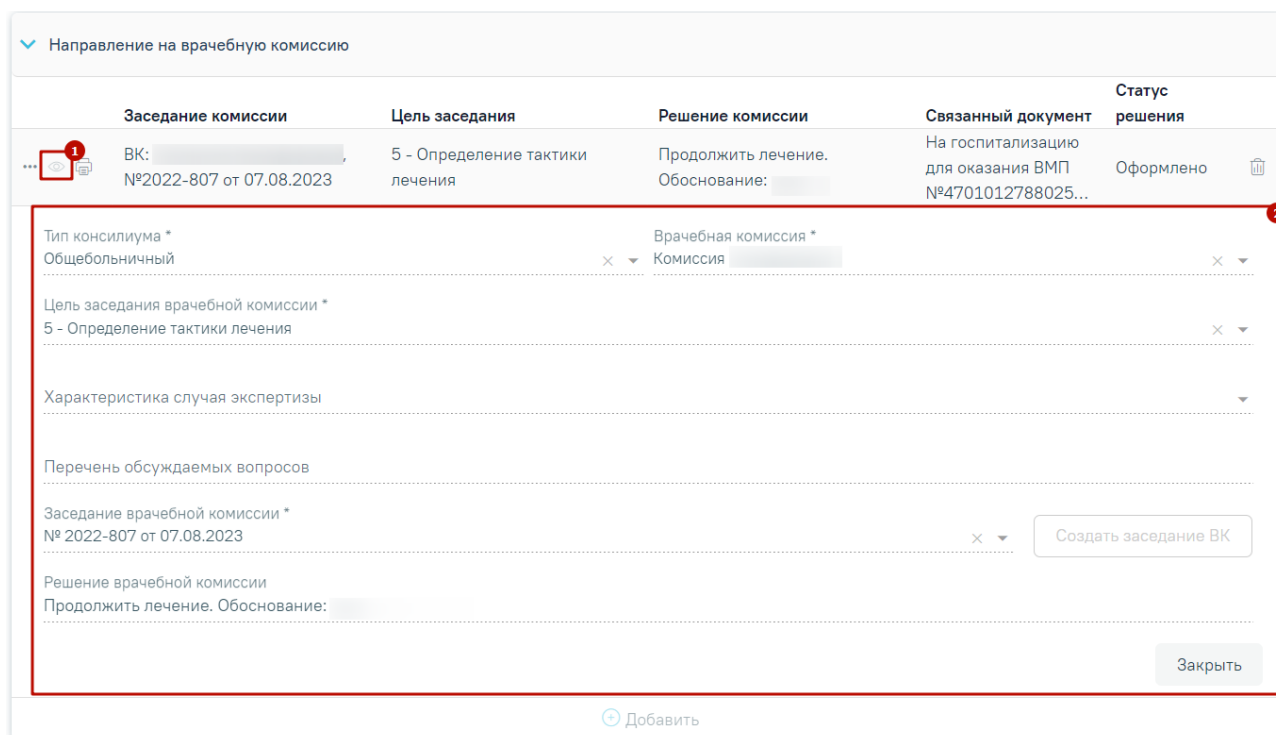 Направление на врачебную комиссию
Статус
Заседание комиссии Цель заседания Решение комиссии Связанный документ решения
1
ВК: , 5 - Определение тактики Продолжить лечение. На госпитализацию
№2022-807 от 07.08.2023 лечения Обоснование: для оказания ВМП Оформлено
№4701012788025...
Тип консилиума * Врачебная комиссия *
Общебольничный Комиссия
Цель заседания врачебной комиссии *
5 - Определение тактики лечения
Характеристика случая экспертизы
Перечень обсуждаемых вопросов
Заседание врачебной комиссии *
№ 2022-807 от 07.08.2023 Создать заседание ВК
Решение врачебной комиссии
Продолжить лечение. Обоснование:
Закрыть
Добавить